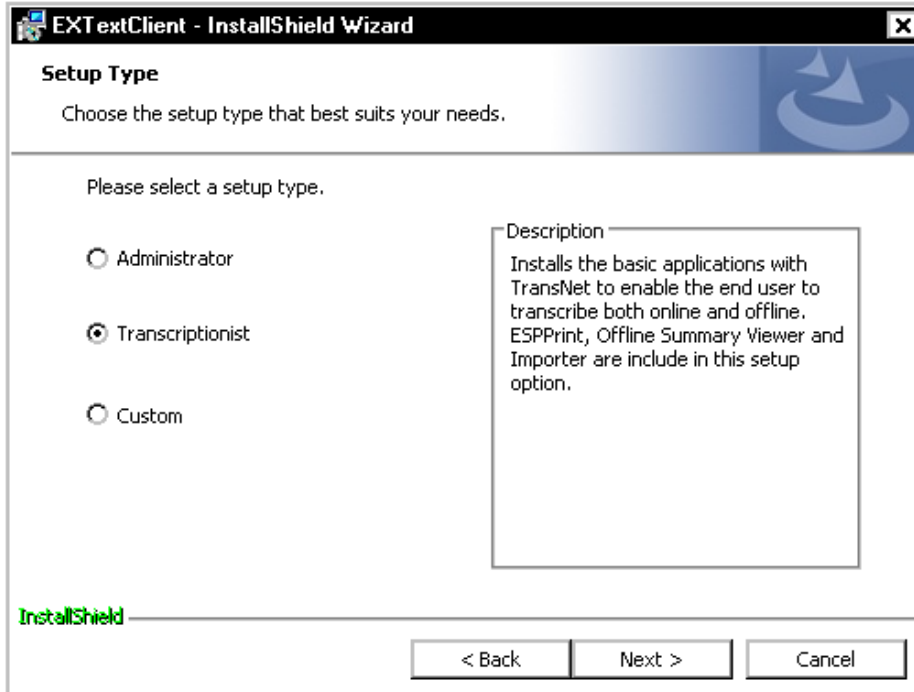 EXTextClient - InstallShield Wizard
Setup Type
Choose the setup type that best suits your needs.
Please select a setup type.
Administrator
Transcriptionist
Custom
Description
Installs the basic applications with
TransNet to enable the end user to
transcribe both online and offline.
ESPPrint, Offline Summary Viewer and
Importer are include in this setup
option.
InstallShield
< Back
Next >
Cancel